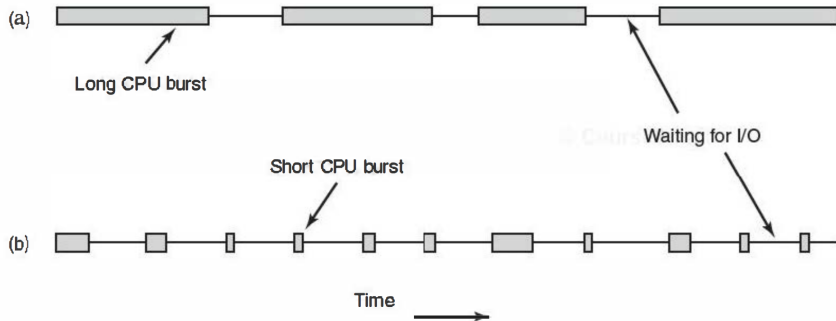 (a)
Long CPU burst
Waiting for I/O
Short CPU burst
(b)
Time